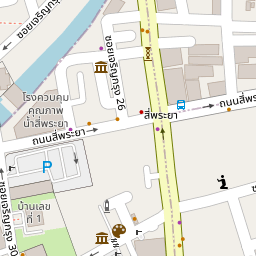 ซอยเจริญกรุง
ซอยเจริญกรุง 26
โรงควบคุม
คุณภาพ
น้ำสี่พระยา
สี่พระยา
ถนนสี่พระยา
ถนนสี่พระยา
P
บ้านเลข
ที่ 1
ซอยเจริญกรุง 30